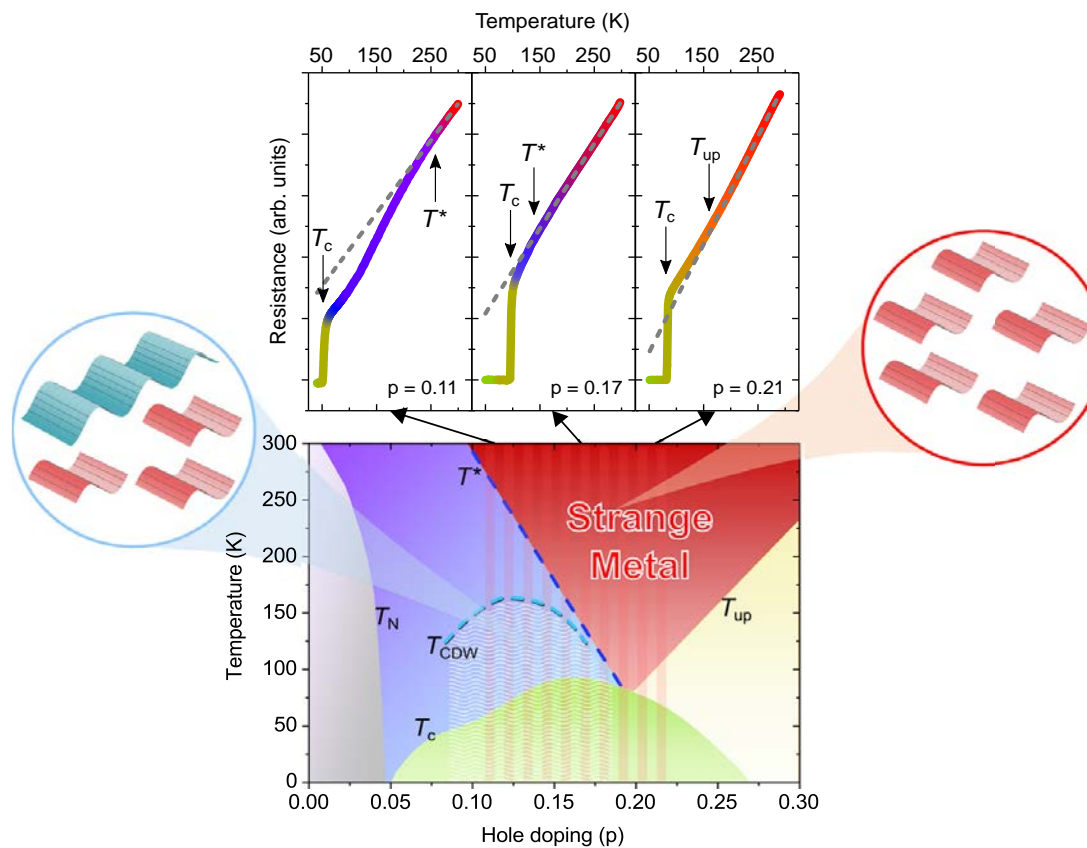 Temperature (K)
50 150 250 50 150 250 50 150 250
Resistance (arb. units)
T* T* Tup
Tc Tc Tc
p = 0.11 p = 0.17 p = 0.21
300
250
200
150
100
50
0
Temperature (K)
T*
Strange
Metal
TN
TCDW
Tup
Tc
0.00 0.05 0.10 0.15 0.20 0.25 0.30
Hole doping (p)